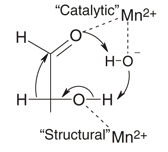 “Catalytic” Mn2+
H O
H–O−
H O–H
“Structural” Mn2+